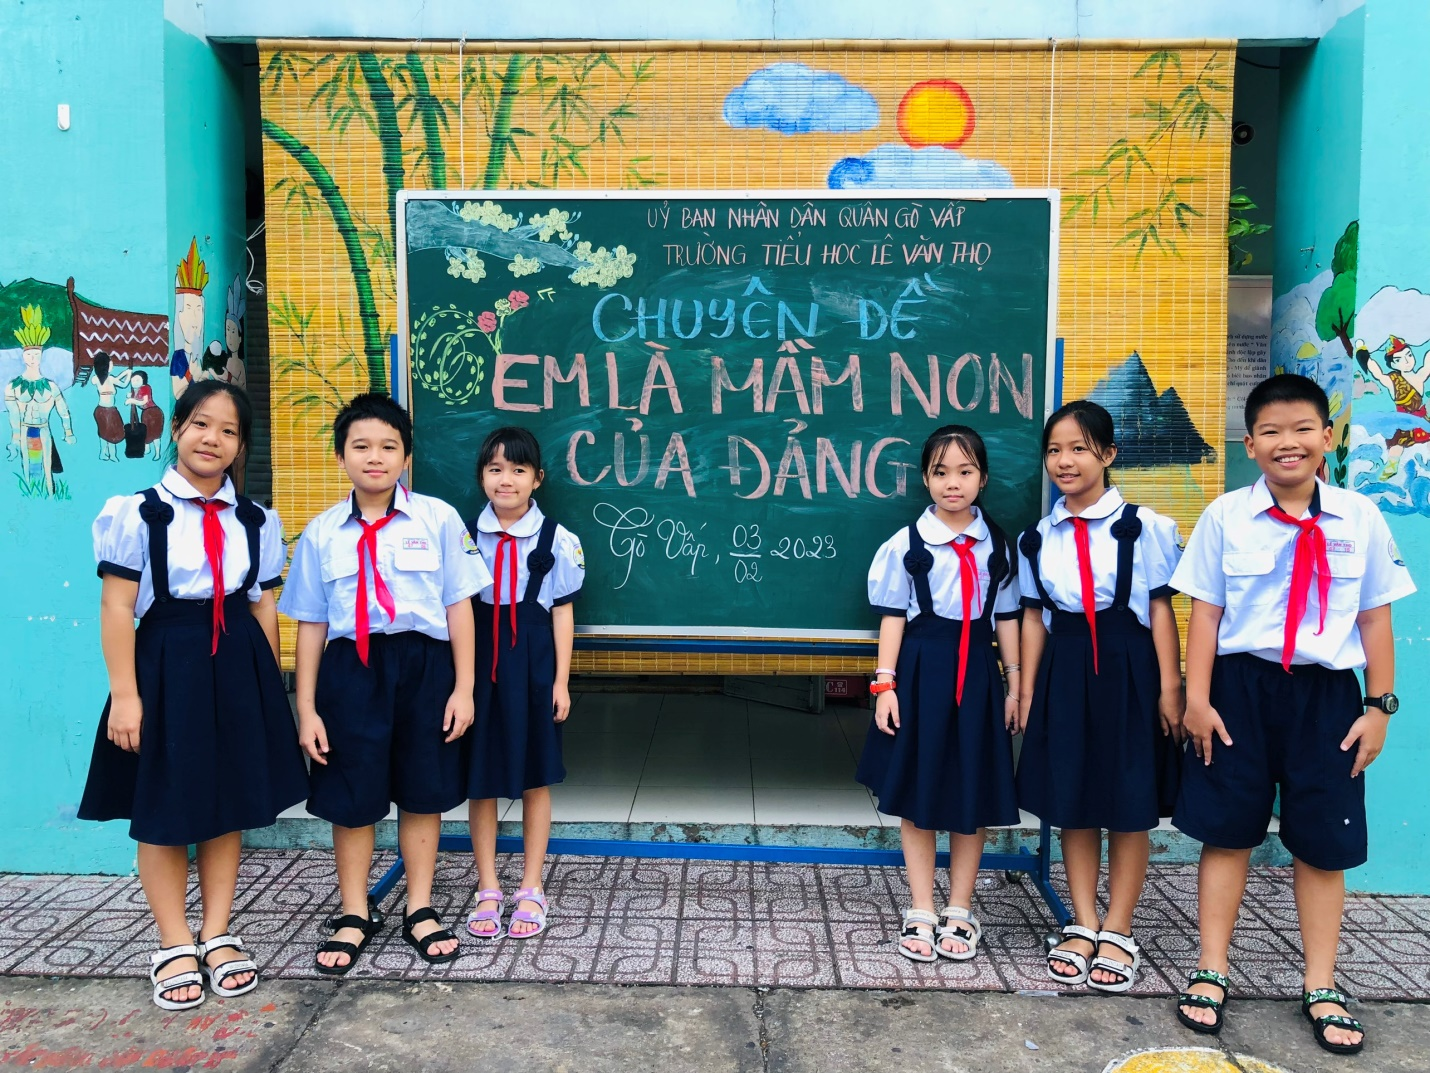 UỶ BAN NHÂN DÂN QUẬN GÒ VẤP
TRƯỜNG TIỂU HỌC LÊ VĂN THỌ
CHUYÊN ĐỀ
EM LÀ MẦM NON
CỦA ĐẢNG
Gò Vấp, 03/02 2023